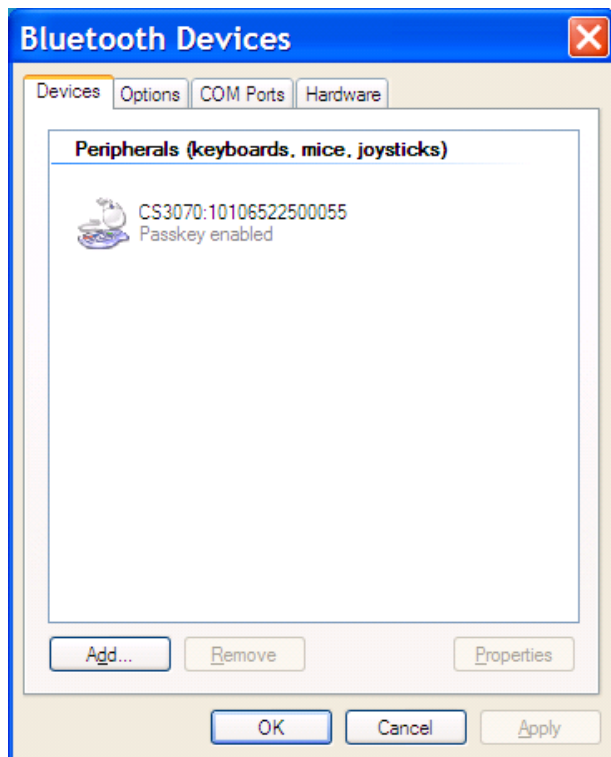 Bluetooth Devices
Devices Options COM Ports Hardware
Peripherals (keyboards, mice, joysticks)
CS3070:10106522500055
Passkey enabled
Add... Remove Properties
OK Cancel Apply